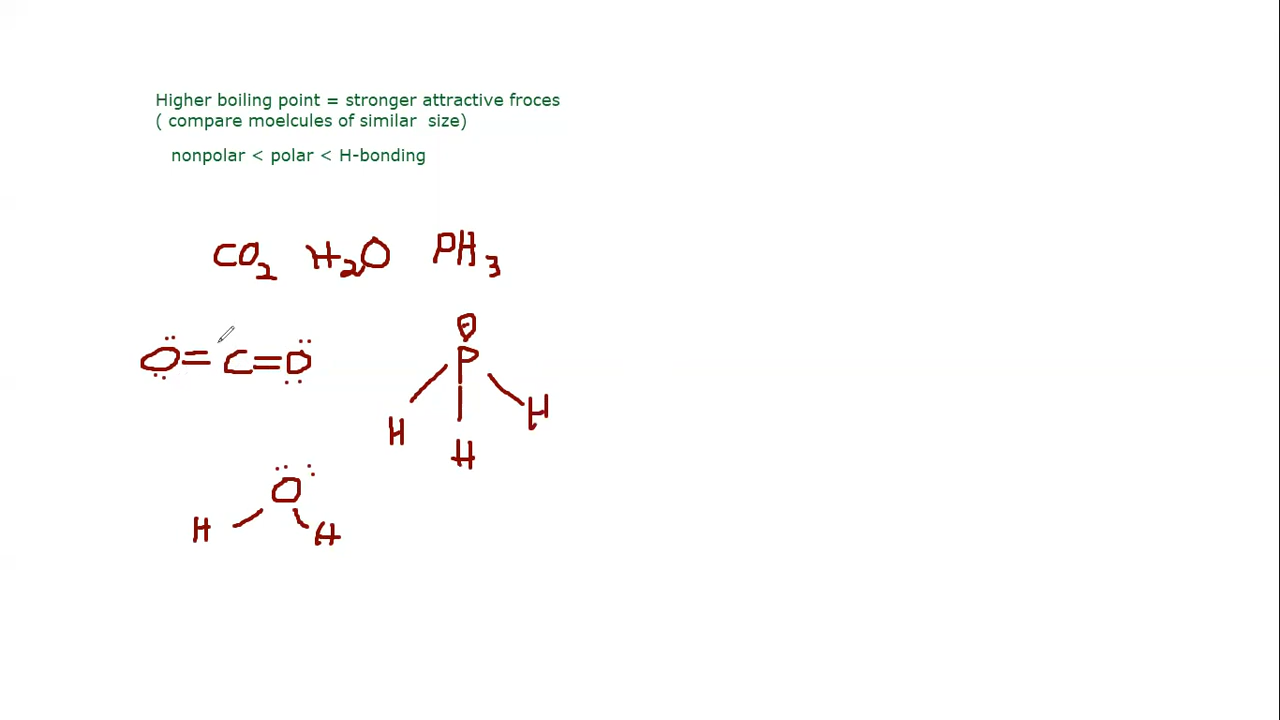 Higher boiling point = stronger attractive froces
( compare moelcules of similar size)
nonpolar < polar < H-bonding
CO₂ H₂O PH₃
O=C=O
P
H H H
O
H H